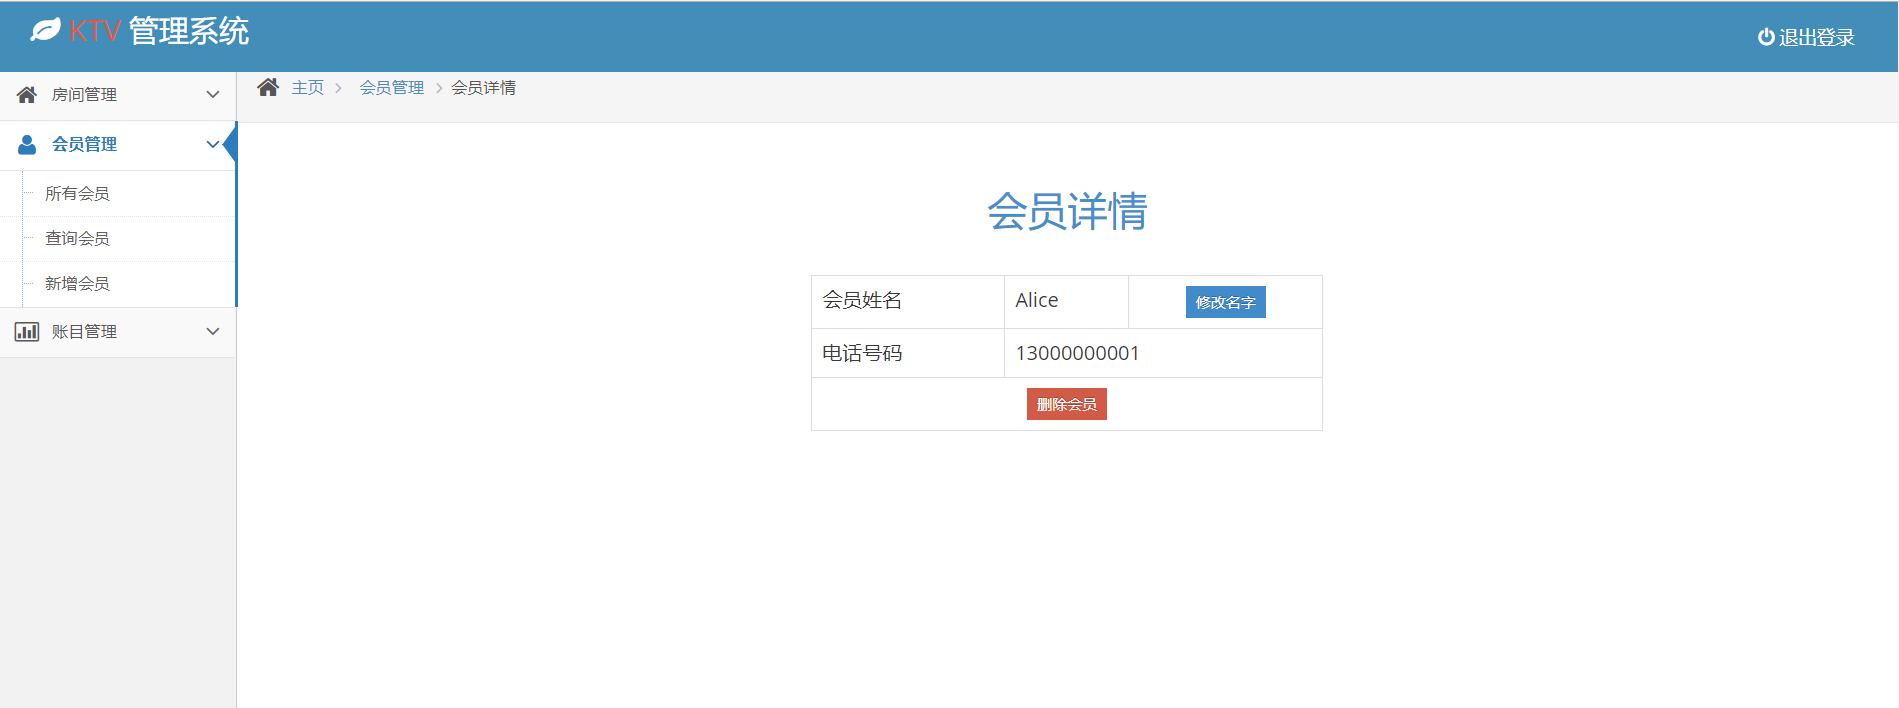 KTV 管理系统
退出登录
房间管理
主页 会员管理 会员详情
会员管理
所有会员
查询会员
新增会员
账目管理
会员详情
会员姓名 Alice 修改名字
电话号码 13000000001
删除会员